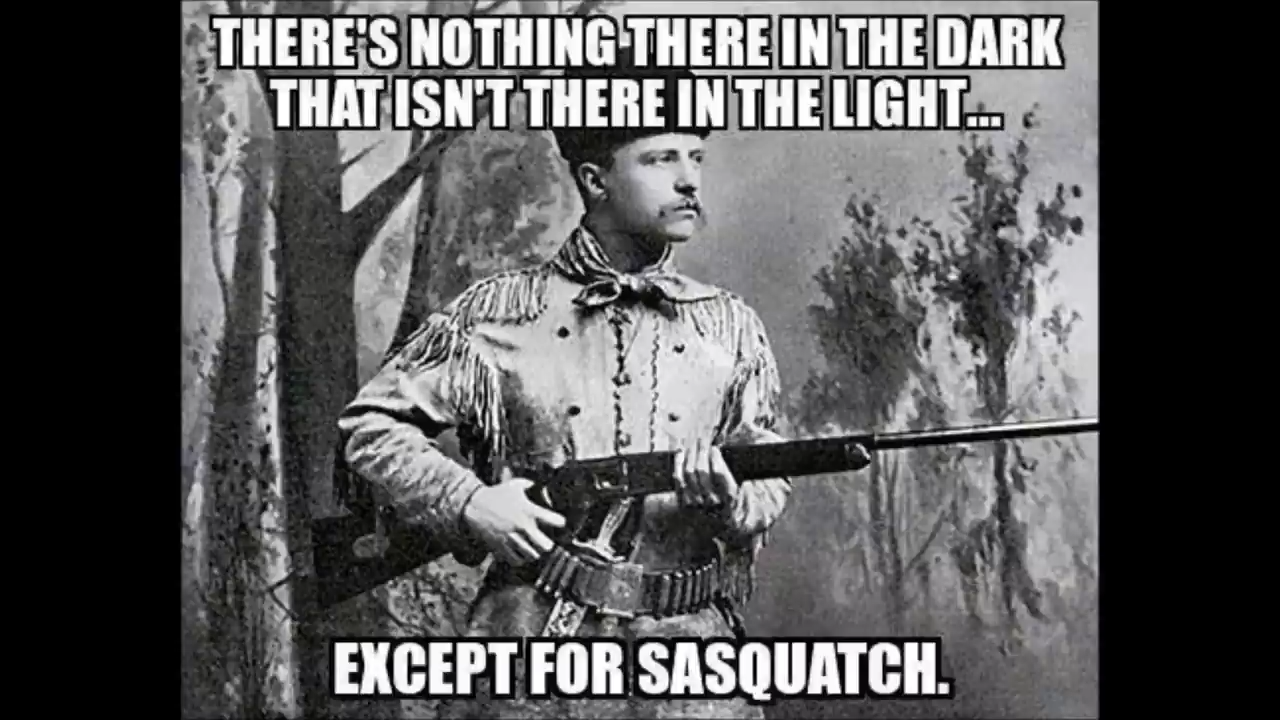 THERE'S NOTHING THERE IN THE DARK
THAT ISN'T THERE IN THE LIGHT...
EXCEPT FOR SASQUATCH.